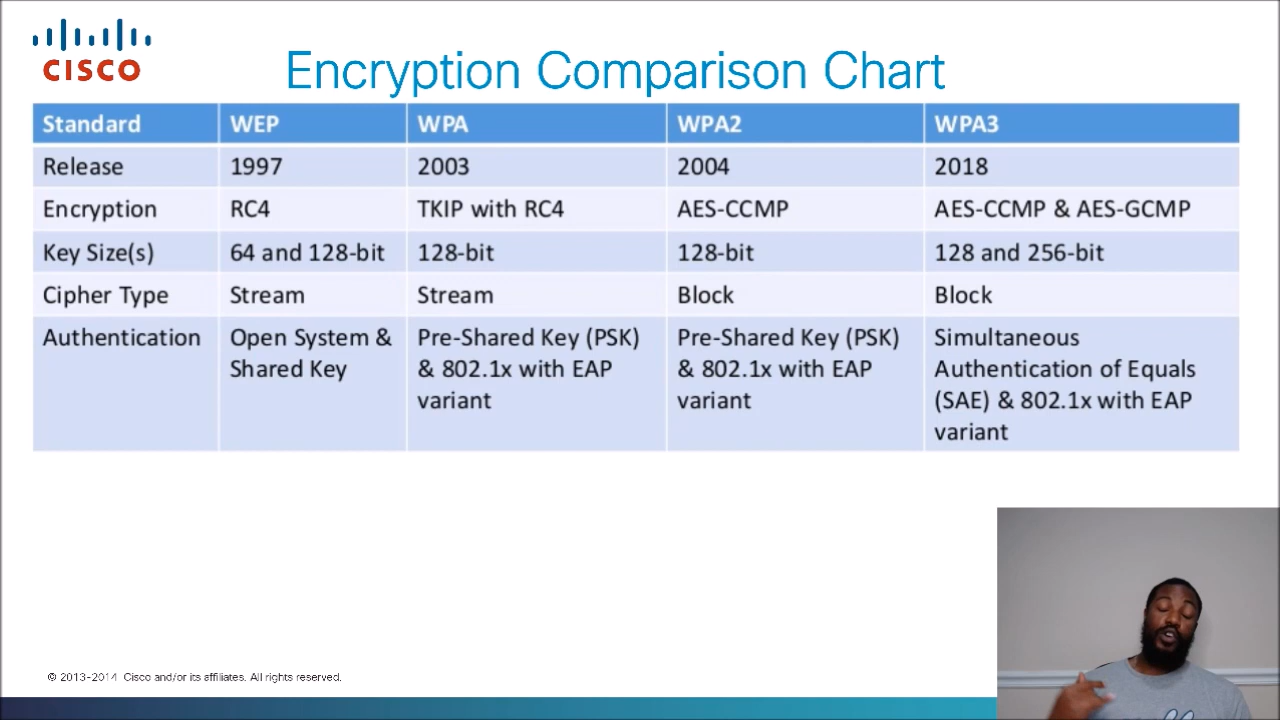 CISCO
Encryption Comparison Chart
Standard WEP WPA WPA2 WPA3
Release 1997 2003 2004 2018
Encryption RC4 TKIP with RC4 AES-CCMP AES-CCMP & AES-GCMP
Key Size(s) 64 and 128-bit 128-bit 128-bit 128 and 256-bit
Cipher Type Stream Stream Block Block
Authentication Open System & Pre-Shared Key (PSK) Pre-Shared Key (PSK) Simultaneous
Shared Key & 802.1x with EAP & 802.1x with EAP Authentication of Equals
variant variant (SAE) & 802.1x with EAP
variant
© 2013-2014 Cisco and/or its affiliates. All rights reserved.